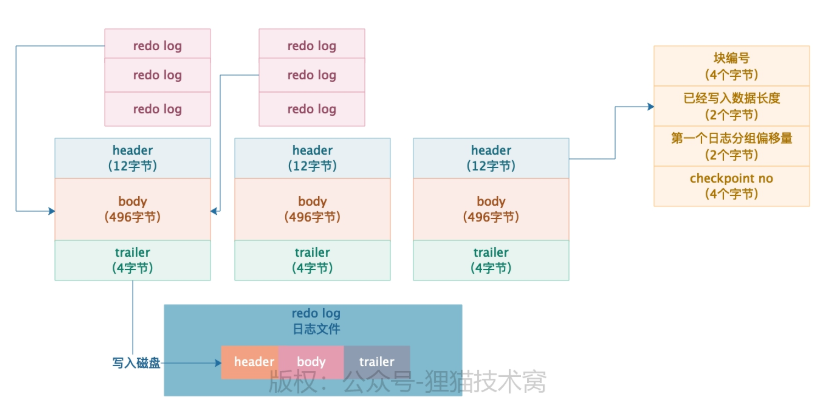 redo log
redo log
redo log
redo log
redo log
redo log
header
(12字节)
body
(496字节)
trailer
(4字节)
header
(12字节)
body
(496字节)
trailer
(4字节)
header
(12字节)
body
(496字节)
trailer
(4字节)
块编号
(4个字节)
已经写入数据长度
(2个字节)
第一个日志分组偏移量
(2个字节)
checkpoint no
(4个字节)
redo log
日志文件
写入磁盘
header
body
trailer
版权：公众号-狸猫技术窝